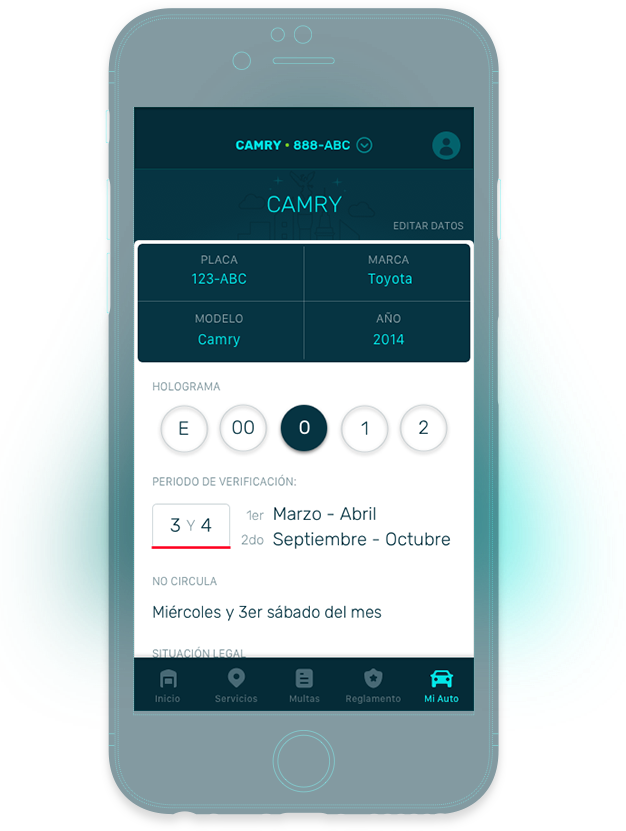 CAMRY • 888-ABC
CAMRY
EDITAR DATOS
PLACA
123-ABC
MARCA
Toyota
MODELO
Camry
AÑO
2014
HOLOGRAMA
E 00 0 1 2
PERIODO DE VERIFICACIÓN:
3 Y 4
1er Marzo - Abril
2do Septiembre - Octubre
NO CIRCULA
Miércoles y 3er sábado del mes
SITUACIÓN LEGAL
Inicio Servicios Multas Reglamento Mi Auto